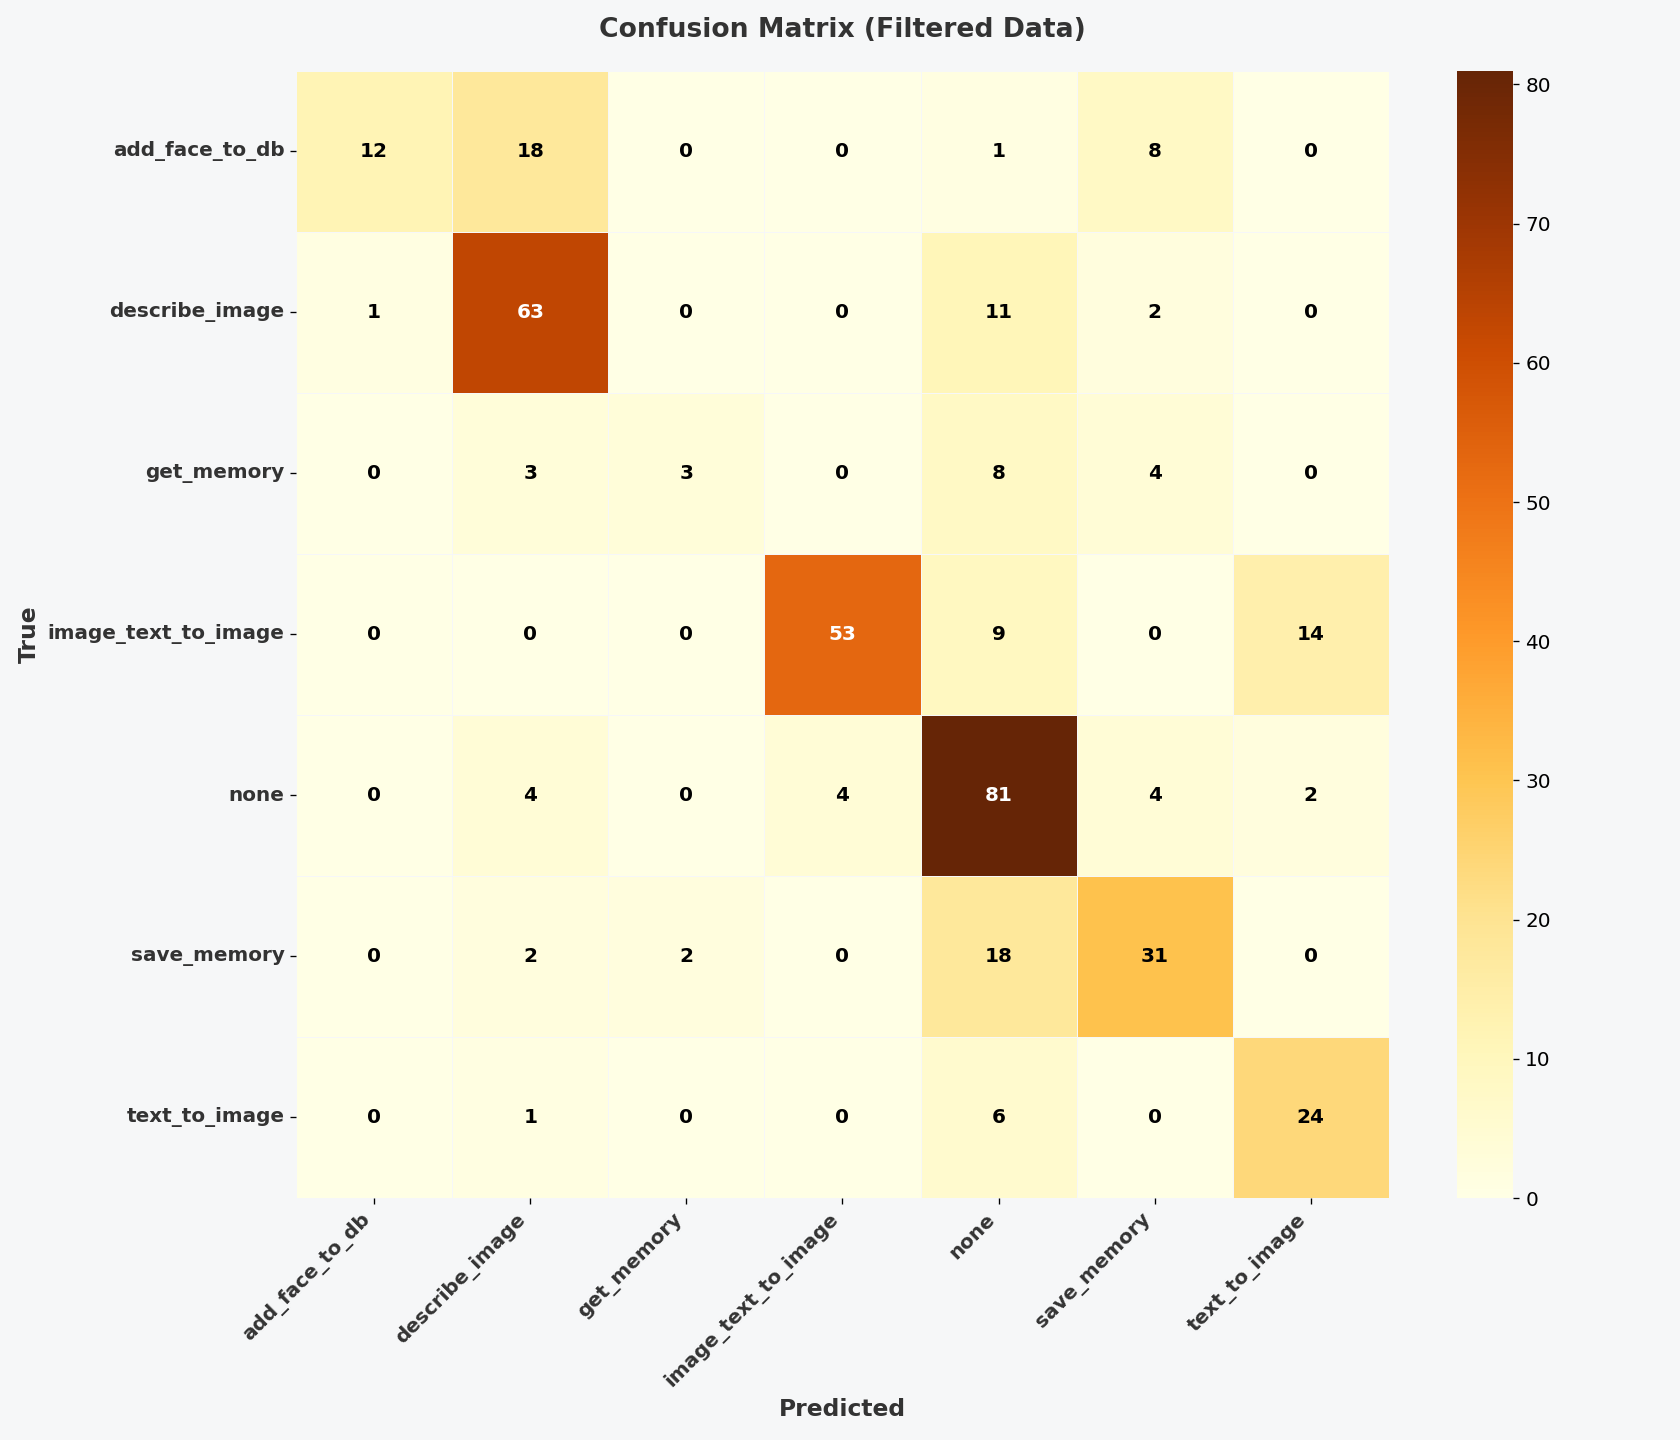 Confusion Matrix (Filtered Data)
add_face_to_db 12 18 0 0 1 8 0
describe_image 1 63 0 0 11 2 0
get_memory 0 3 3 0 8 4 0
image_text_to_image 0 0 0 53 9 0 14
none 0 4 0 4 81 4 2
save_memory 0 2 2 0 18 31 0
text_to_image 0 1 0 0 6 0 24
True
add_face_to_db
describe_image
get_memory
image_text_to_image
none
save_memory
text_to_image
Predicted
80
70
60
50
40
30
20
10
0